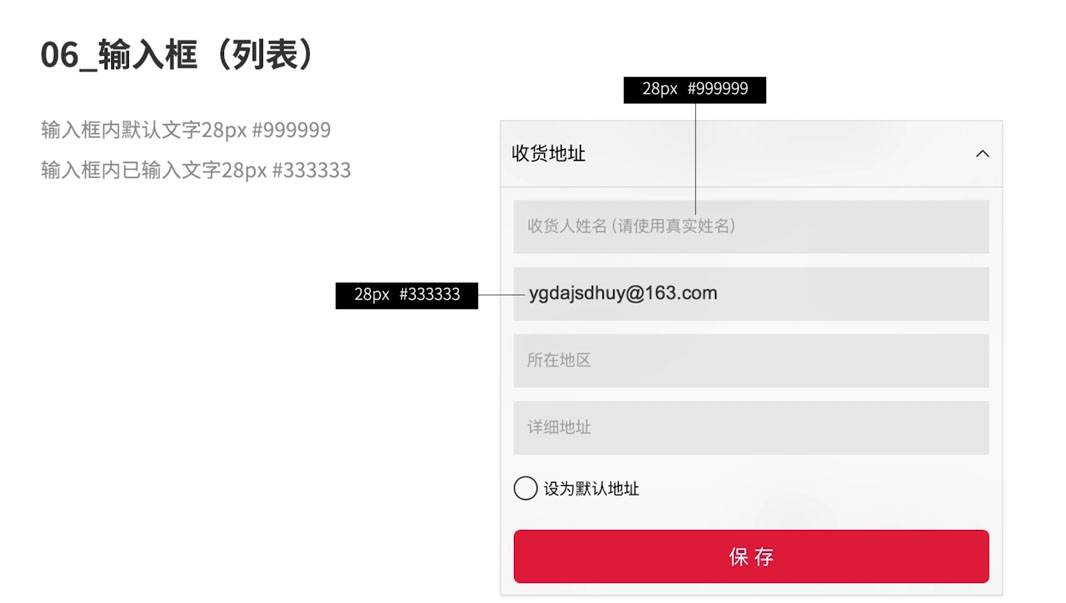 06_输入框（列表）
输入框内默认文字28px #999999
输入框内已输入文字28px #333333
28px #999999
收货地址
收货人姓名 (请使用真实姓名)
28px #333333
ygdajsdhuy@163.com
所在地区
详细地址
设为默认地址
保 存